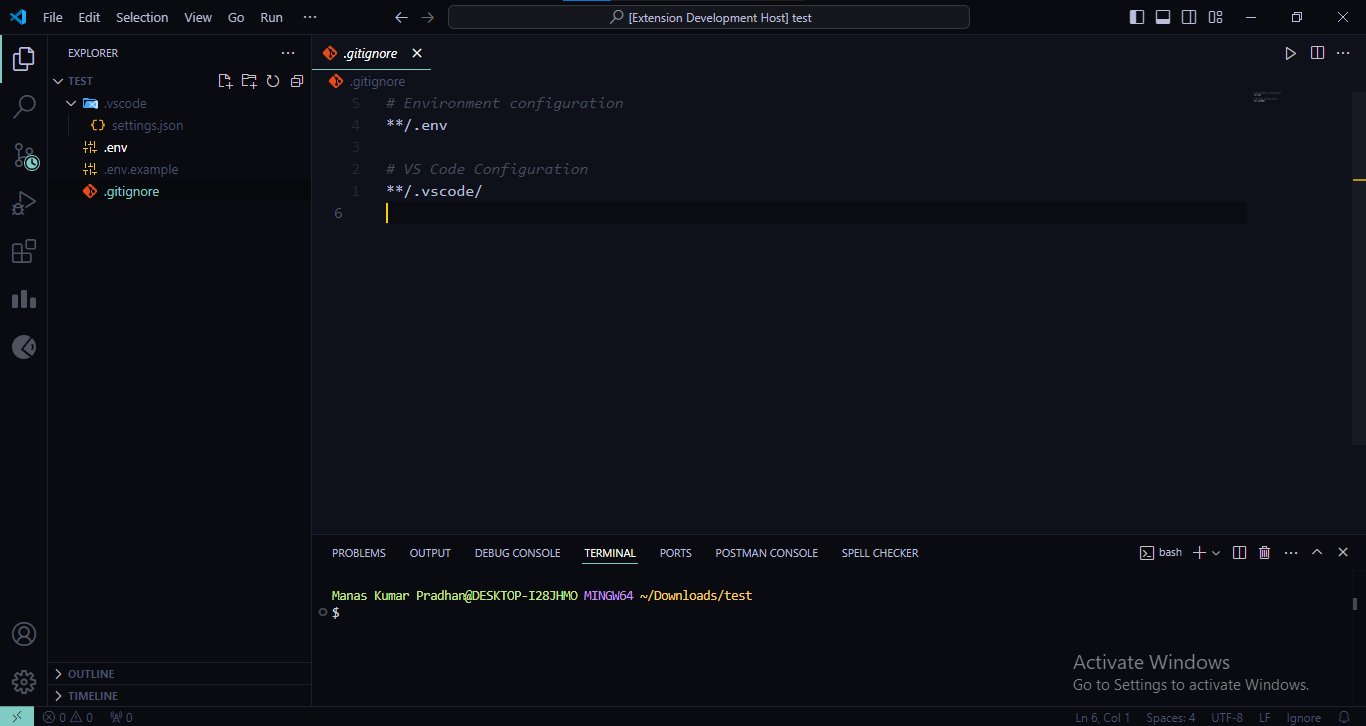 File Edit Selection View Go Run ···
[Extension Development Host] test
EXPLORER
TEST
.vscode
settings.json
.env
.env.example
.gitignore
OUTLINE
TIMELINE
.gitignore
.gitignore
5 # Environment configuration
4 **/.env
3
2 # VS Code Configuration
1 **/.vscode/
6
PROBLEMS OUTPUT DEBUG CONSOLE TERMINAL PORTS POSTMAN CONSOLE SPELL CHECKER
bash
Manas Kumar Pradhan@DESKTOP-I28JHMO MINGW64 ~/Downloads/test
$
Activate Windows
Go to Settings to activate Windows.
0 0 0 Ln 6, Col 1 Spaces: 4 UTF-8 LF Ignore